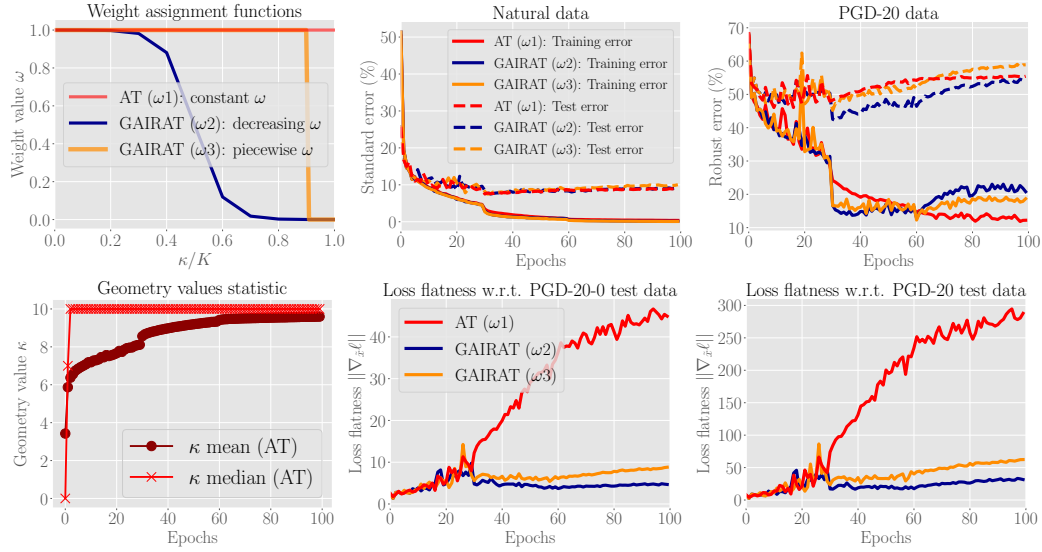 Weight assignment functions
Weight value ω
1.0
0.8
0.6
0.4
0.2
0.0
AT (ω1): constant ω
GAIRAT (ω2): decreasing ω
GAIRAT (ω3): piecewise ω
0.0 0.2 0.4 0.6 0.8 1.0
κ/K
Natural data
Standard error (%)
50
40
30
20
10
0
AT (ω1): Training error
GAIRAT (ω2): Training error
GAIRAT (ω3): Training error
AT (ω1): Test error
GAIRAT (ω2): Test error
GAIRAT (ω3): Test error
0 20 40 60 80 100
Epochs
PGD-20 data
Robust error (%)
70
60
50
40
30
20
10
0 20 40 60 80 100
Epochs
Geometry values statistic
Geometry value κ
10
8
6
4
2
0
κ mean (AT)
κ median (AT)
0 20 40 60 80 100
Epochs
Loss flatness w.r.t. PGD-20-0 test data
Loss flatness ||∇x̃ℓ||
40
30
20
10
0
AT (ω1)
GAIRAT (ω2)
GAIRAT (ω3)
0 20 40 60 80 100
Epochs
Loss flatness w.r.t. PGD-20 test data
Loss flatness ||∇x̃ℓ||
300
250
200
150
100
50
0
0 20 40 60 80 100
Epochs